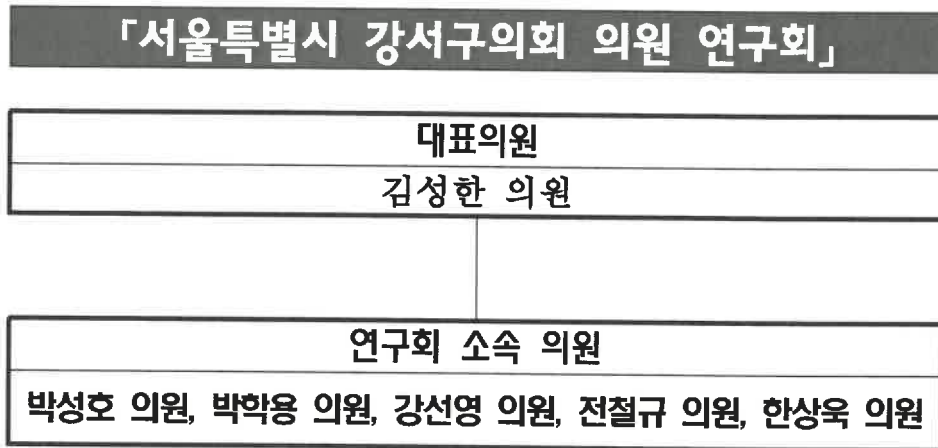 「서울특별시 강서구의회 의원 연구회」
대표의원
김성한 의원
연구회 소속 의원
박성호 의원, 박학용 의원, 강선영 의원, 전철규 의원, 한상욱 의원